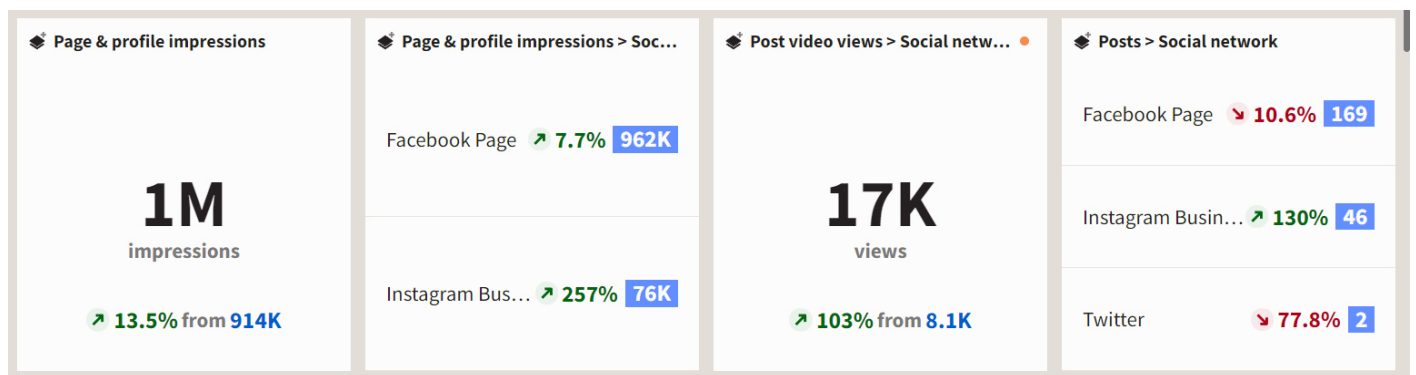 Page & profile impressions
1M
impressions
13.5% from 914K
Page & profile impressions > Soc...
Facebook Page 7.7% 962K
Instagram Bus... 257% 76K
Post video views > Social netw...
17K
views
103% from 8.1K
Posts > Social network
Facebook Page 10.6% 169
Instagram Busin... 130% 46
Twitter 77.8% 2